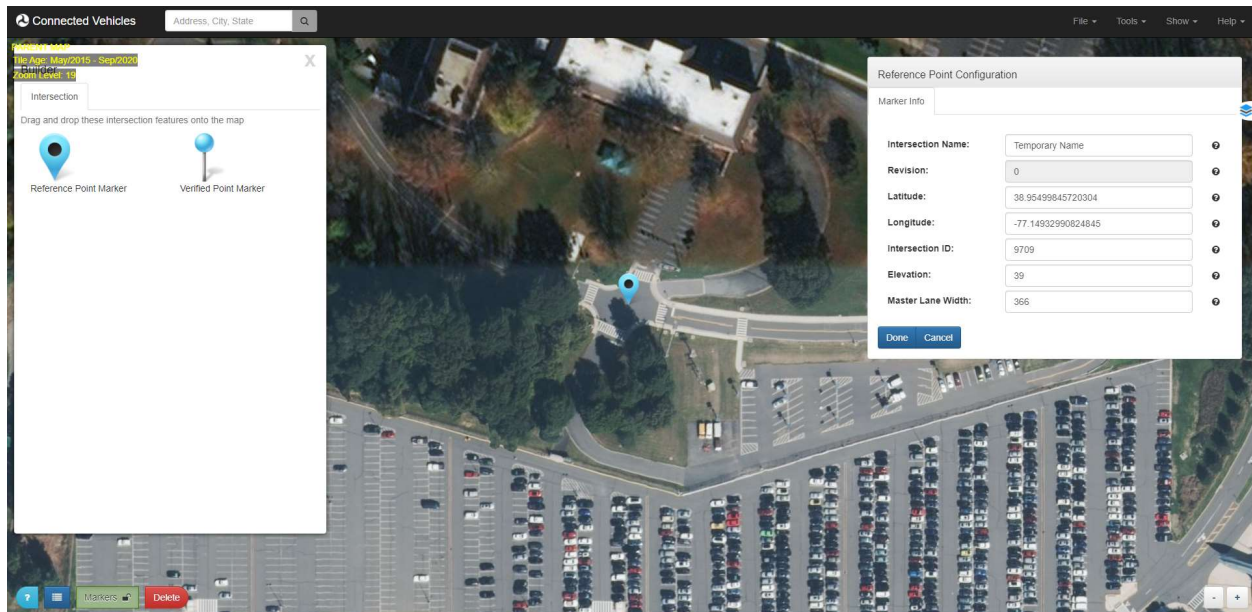 Connected Vehicles
Address, City, State
File
Tools
Show
Help
PARENT MAP
Tile Age: May/2015 - Sep/2020
Zoom Level: 19
Builder
X
Intersection
Drag and drop these intersection features onto the map
Reference Point Marker
Verified Point Marker
Reference Point Configuration
Marker Info
Intersection Name: Temporary Name
Revision: 0
Latitude: 38.95499845720304
Longitude: -77.14932990824845
Intersection ID: 9709
Elevation: 39
Master Lane Width: 366
Done Cancel
? Markers Delete
- +